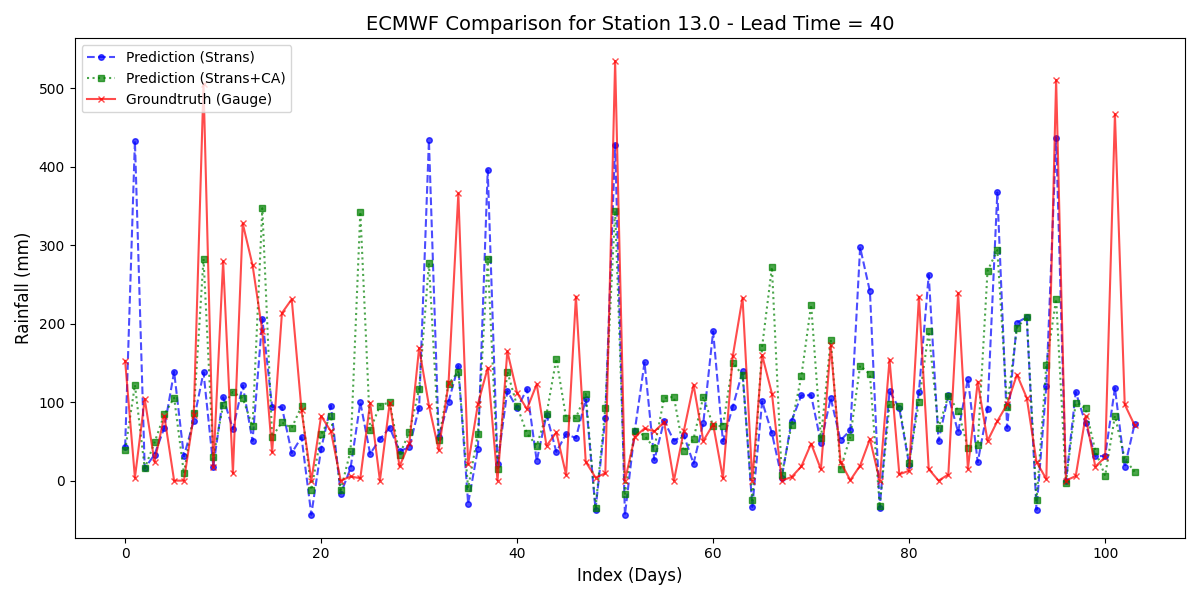 ECMWF Comparison for Station 13.0 - Lead Time = 40
Prediction (Strans)
Prediction (Strans+CA)
Groundtruth (Gauge)
500
400
300
200
100
0
Rainfall (mm)
0 20 40 60 80 100
Index (Days)